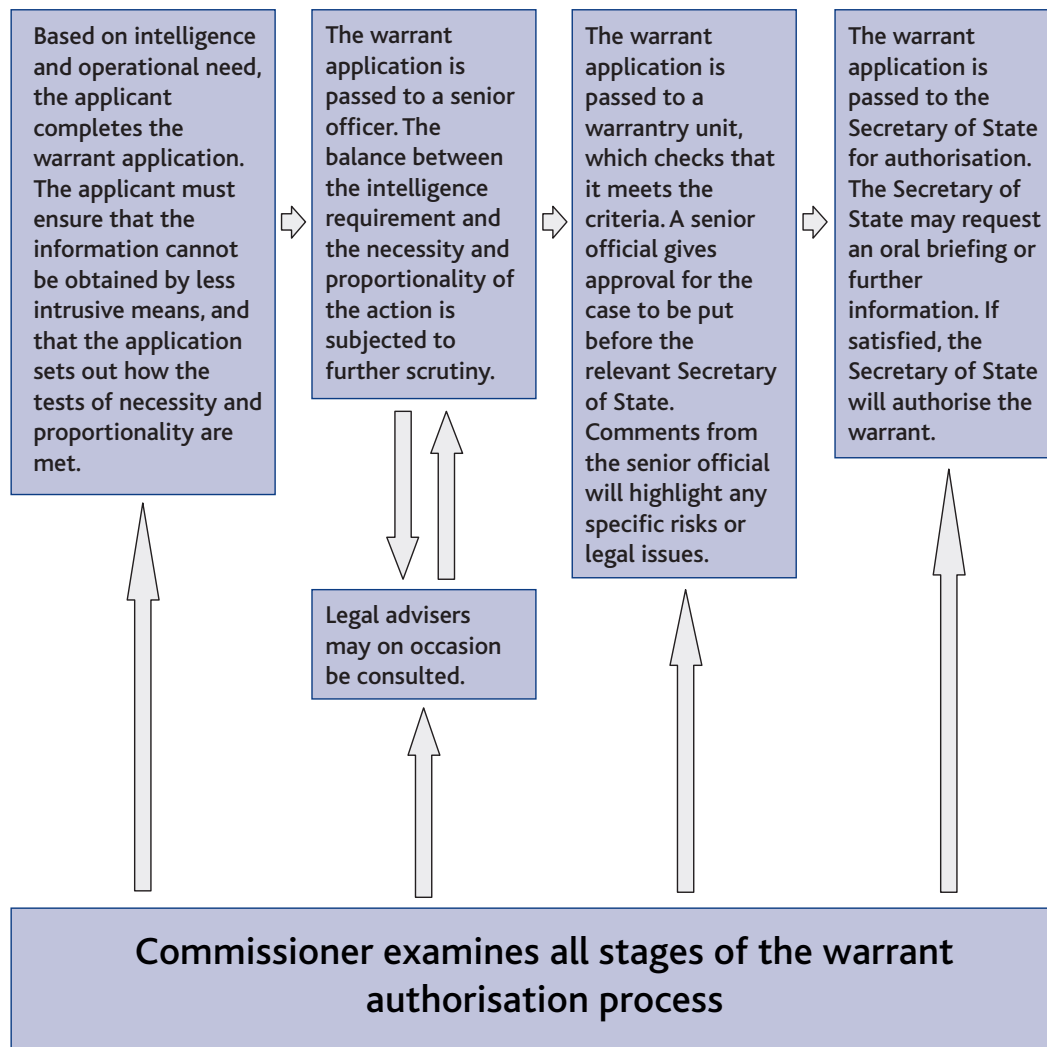 Based on intelligence
and operational need,
the applicant
completes the
warrant application.
The applicant must
ensure that the
information cannot
be obtained by less
intrusive means, and
that the application
sets out how the
tests of necessity and
proportionality are
met.
The warrant
application is
passed to a senior
officer. The
balance between
the intelligence
requirement and
the necessity and
proportionality of
the action is
subjected to
further scrutiny.
Legal advisers
may on occasion
be consulted.
The warrant
application is
passed to a
warrantry unit,
which checks that
it meets the
criteria. A senior
official gives
approval for the
case to be put
before the
relevant Secretary
of State.
Comments from
the senior official
will highlight any
specific risks or
legal issues.
The warrant
application is
passed to the
Secretary of State
for authorisation.
The Secretary of
State may request
an oral briefing or
further
information. If
satisfied, the
Secretary of State
will authorise the
warrant.
Commissioner examines all stages of the warrant
authorisation process